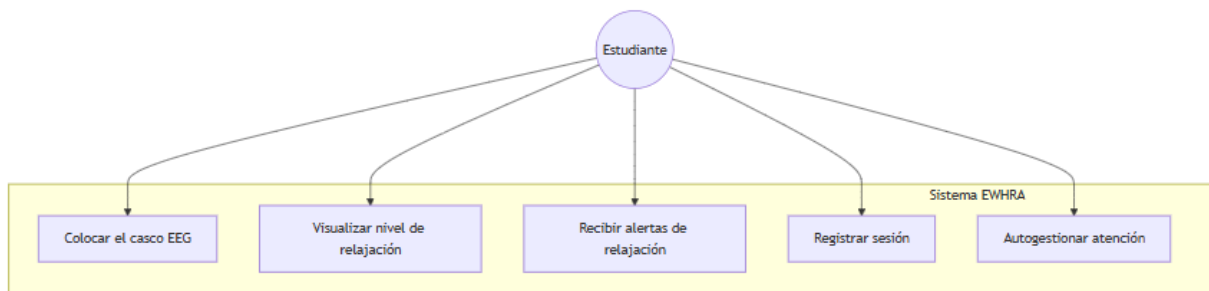 Estudiante
Sistema EWHRA
Colocar el casco EEG
Visualizar nivel de
relajación
Recibir alertas de
relajación
Registrar sesión
Autogestionar atención